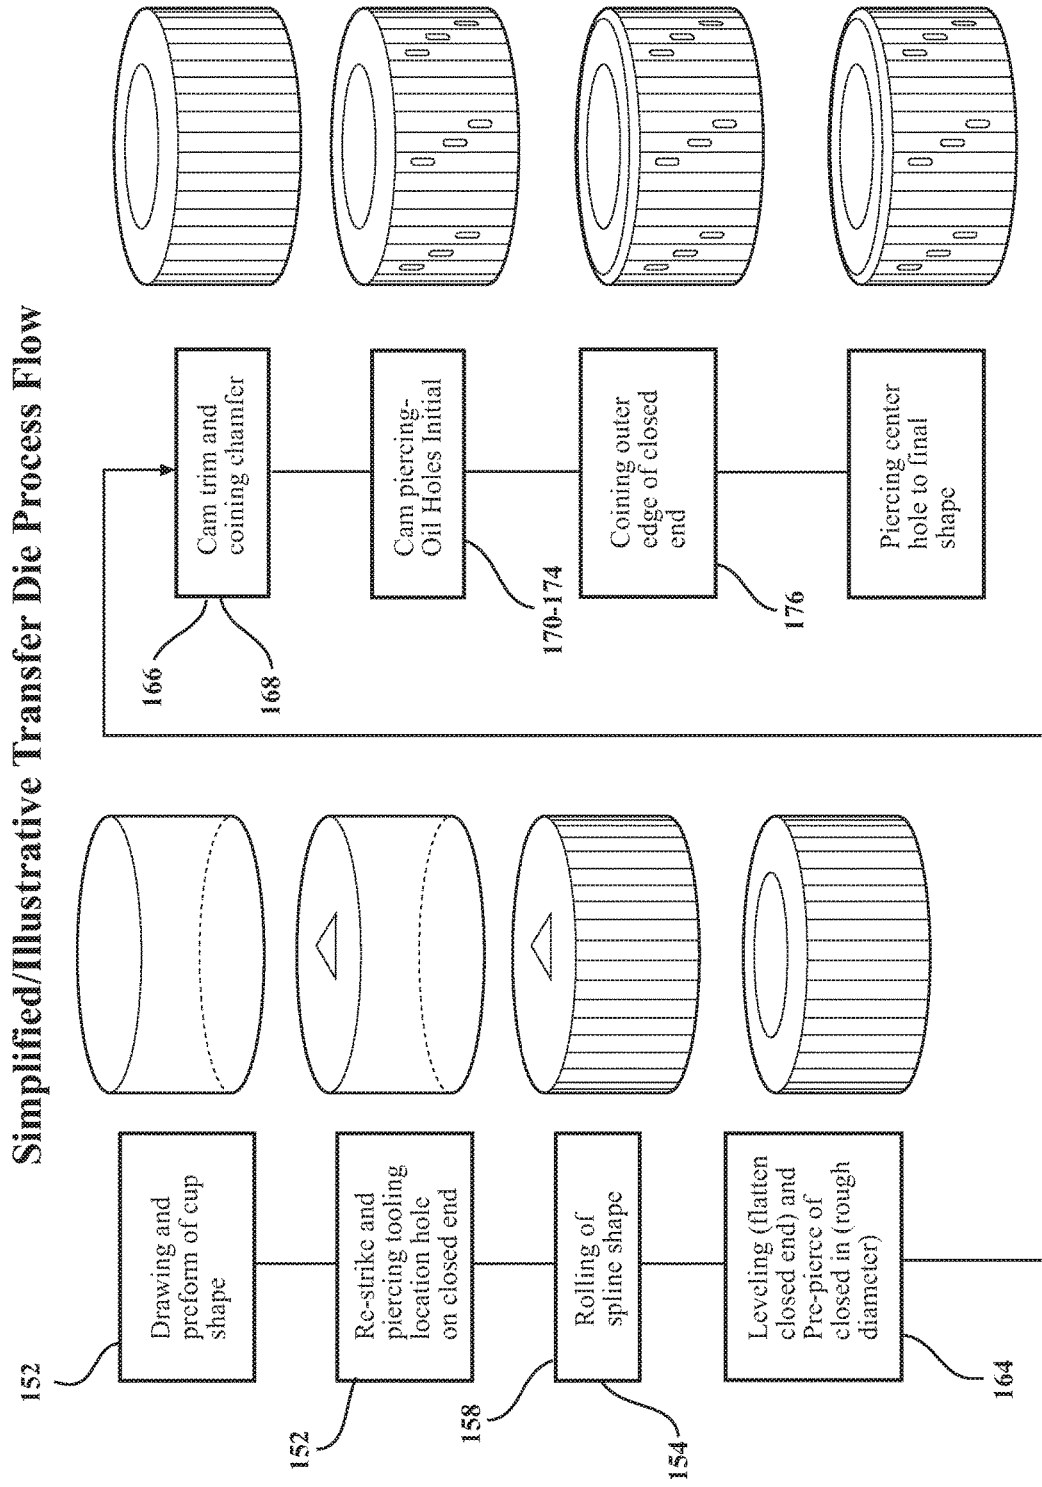 Simplified/Illustrative Transfer Die Process Flow
152
Drawing and
preform of cup
shape
152
Re-strike and
piercing tooling
location hole
on closed end
158
154
Rolling of
spline shape
164
Leveling (flatten
closed end) and
Pre-pierce of
closed in (rough
diameter)
166
168
Cam trim and
coining chamfer
170-174
Cam piercing-
Oil Holes Initial
176
Coining outer
edge of closed
end
Piercing center
hole to final
shape